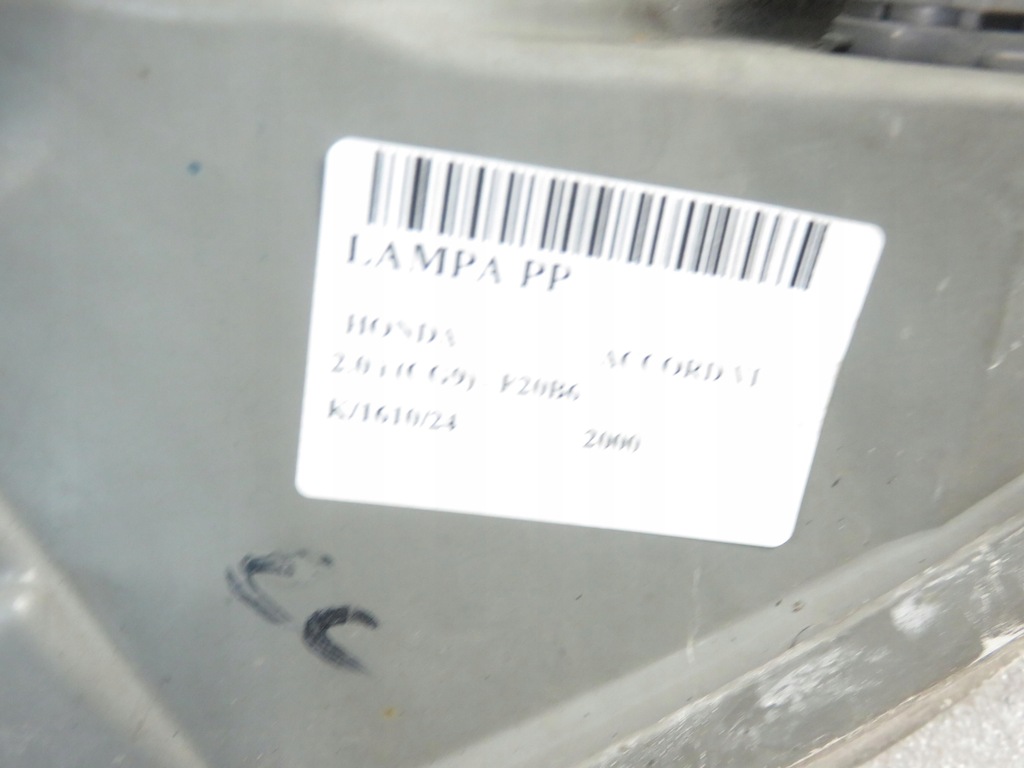 LAMPA PP
HONDA ACCORD VI
2.0 i (CG9) - F20B6
K/1610/24 2000